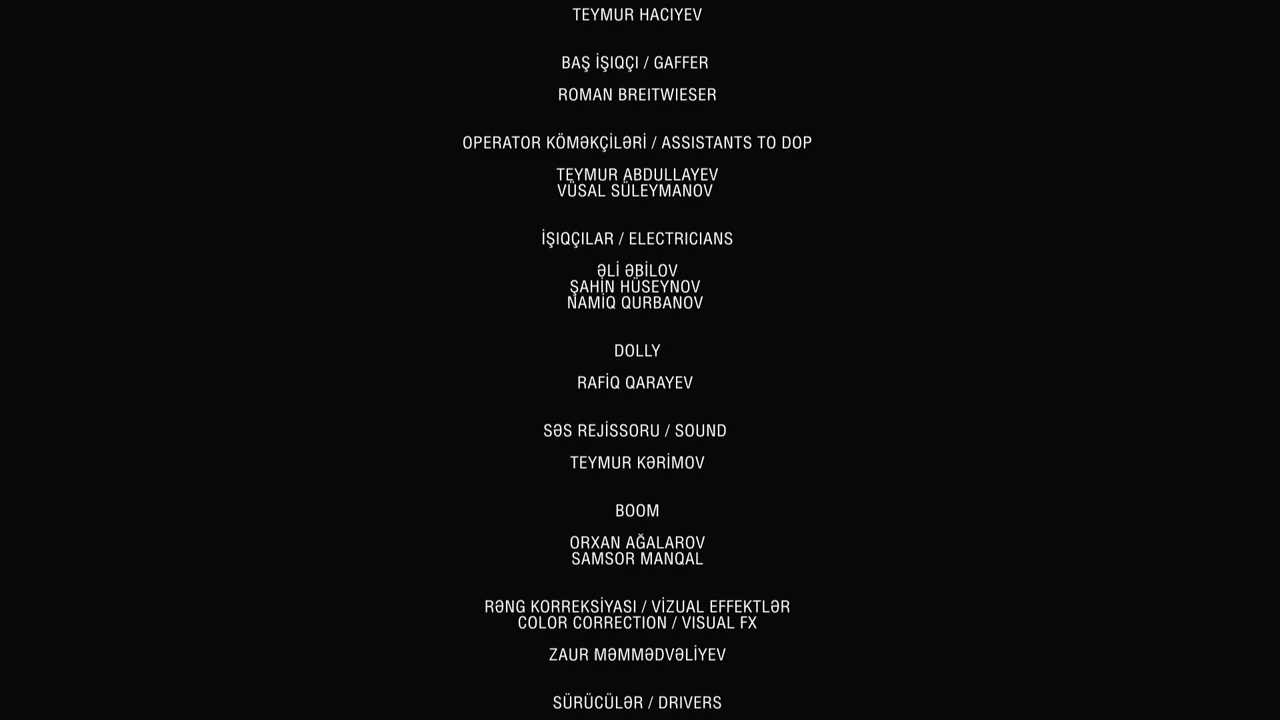 TEYMUR HACIYEV
BAŞ İŞIQÇI / GAFFER
ROMAN BREITWIESER
OPERATOR KÖMƏKÇİLƏRİ / ASSISTANTS TO DOP
TEYMUR ABDULLAYEV
VÜSAL SÜLEYMANOV
İŞIQÇILAR / ELECTRICIANS
ƏLİ ƏBİLOV
ŞAHİN HÜSEYNOV
NAMİQ QURBANOV
DOLLY
RAFİQ QARAYEV
SƏS REJİSSORU / SOUND
TEYMUR KƏRİMOV
BOOM
ORXAN AĞALAROV
SAMSOR MANQAL
RƏNG KORREKSİYASI / VİZUAL EFFEKTLƏR
COLOR CORRECTION / VISUAL FX
ZAUR MƏMMƏDVƏLİYEV
SÜRÜCÜLƏR / DRIVERS